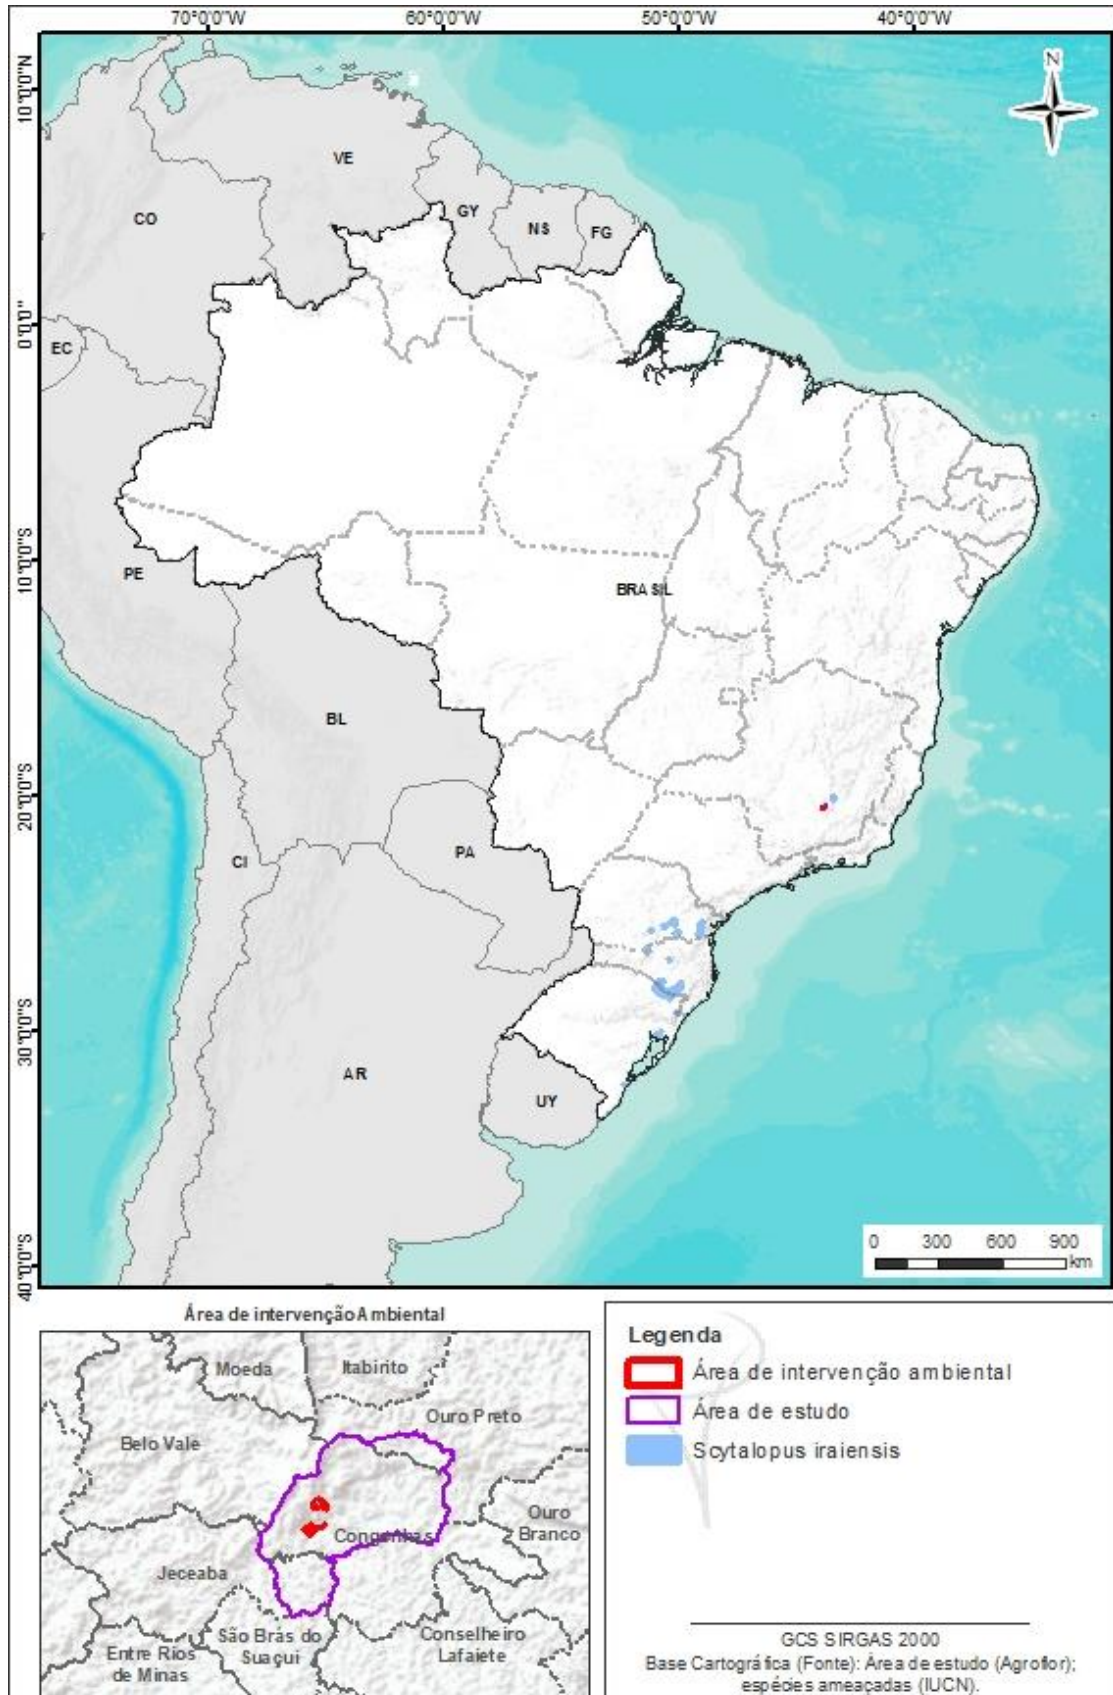 70°0'0"W 60°0'0"W 50°0'0"W 40°0'0"W
10°0'0"N
0°0'0"
10°0'0"S
20°0'0"S
30°0'0"S
40°0'0"S
N
VE
CO
GY
NS
FG
EC
PE
BRASIL
BL
PA
CI
AR
UY
0 300 600 900
km
Área de intervenção Ambiental
Moeda
Itabirito
Ouro Preto
Belo Vale
Ouro
Branco
Congonhas
Jeceaba
São Brás do
Suaçuí
Conselheiro
Lafaiete
Entre Rios
de Minas
Legenda
Área de intervenção ambiental
Área de estudo
Scytalopus iraiensis
GCS SIRGAS 2000
Base Cartográfica (Fonte): Área de estudo (Agroflor);
espécies ameaçadas (IUCN).